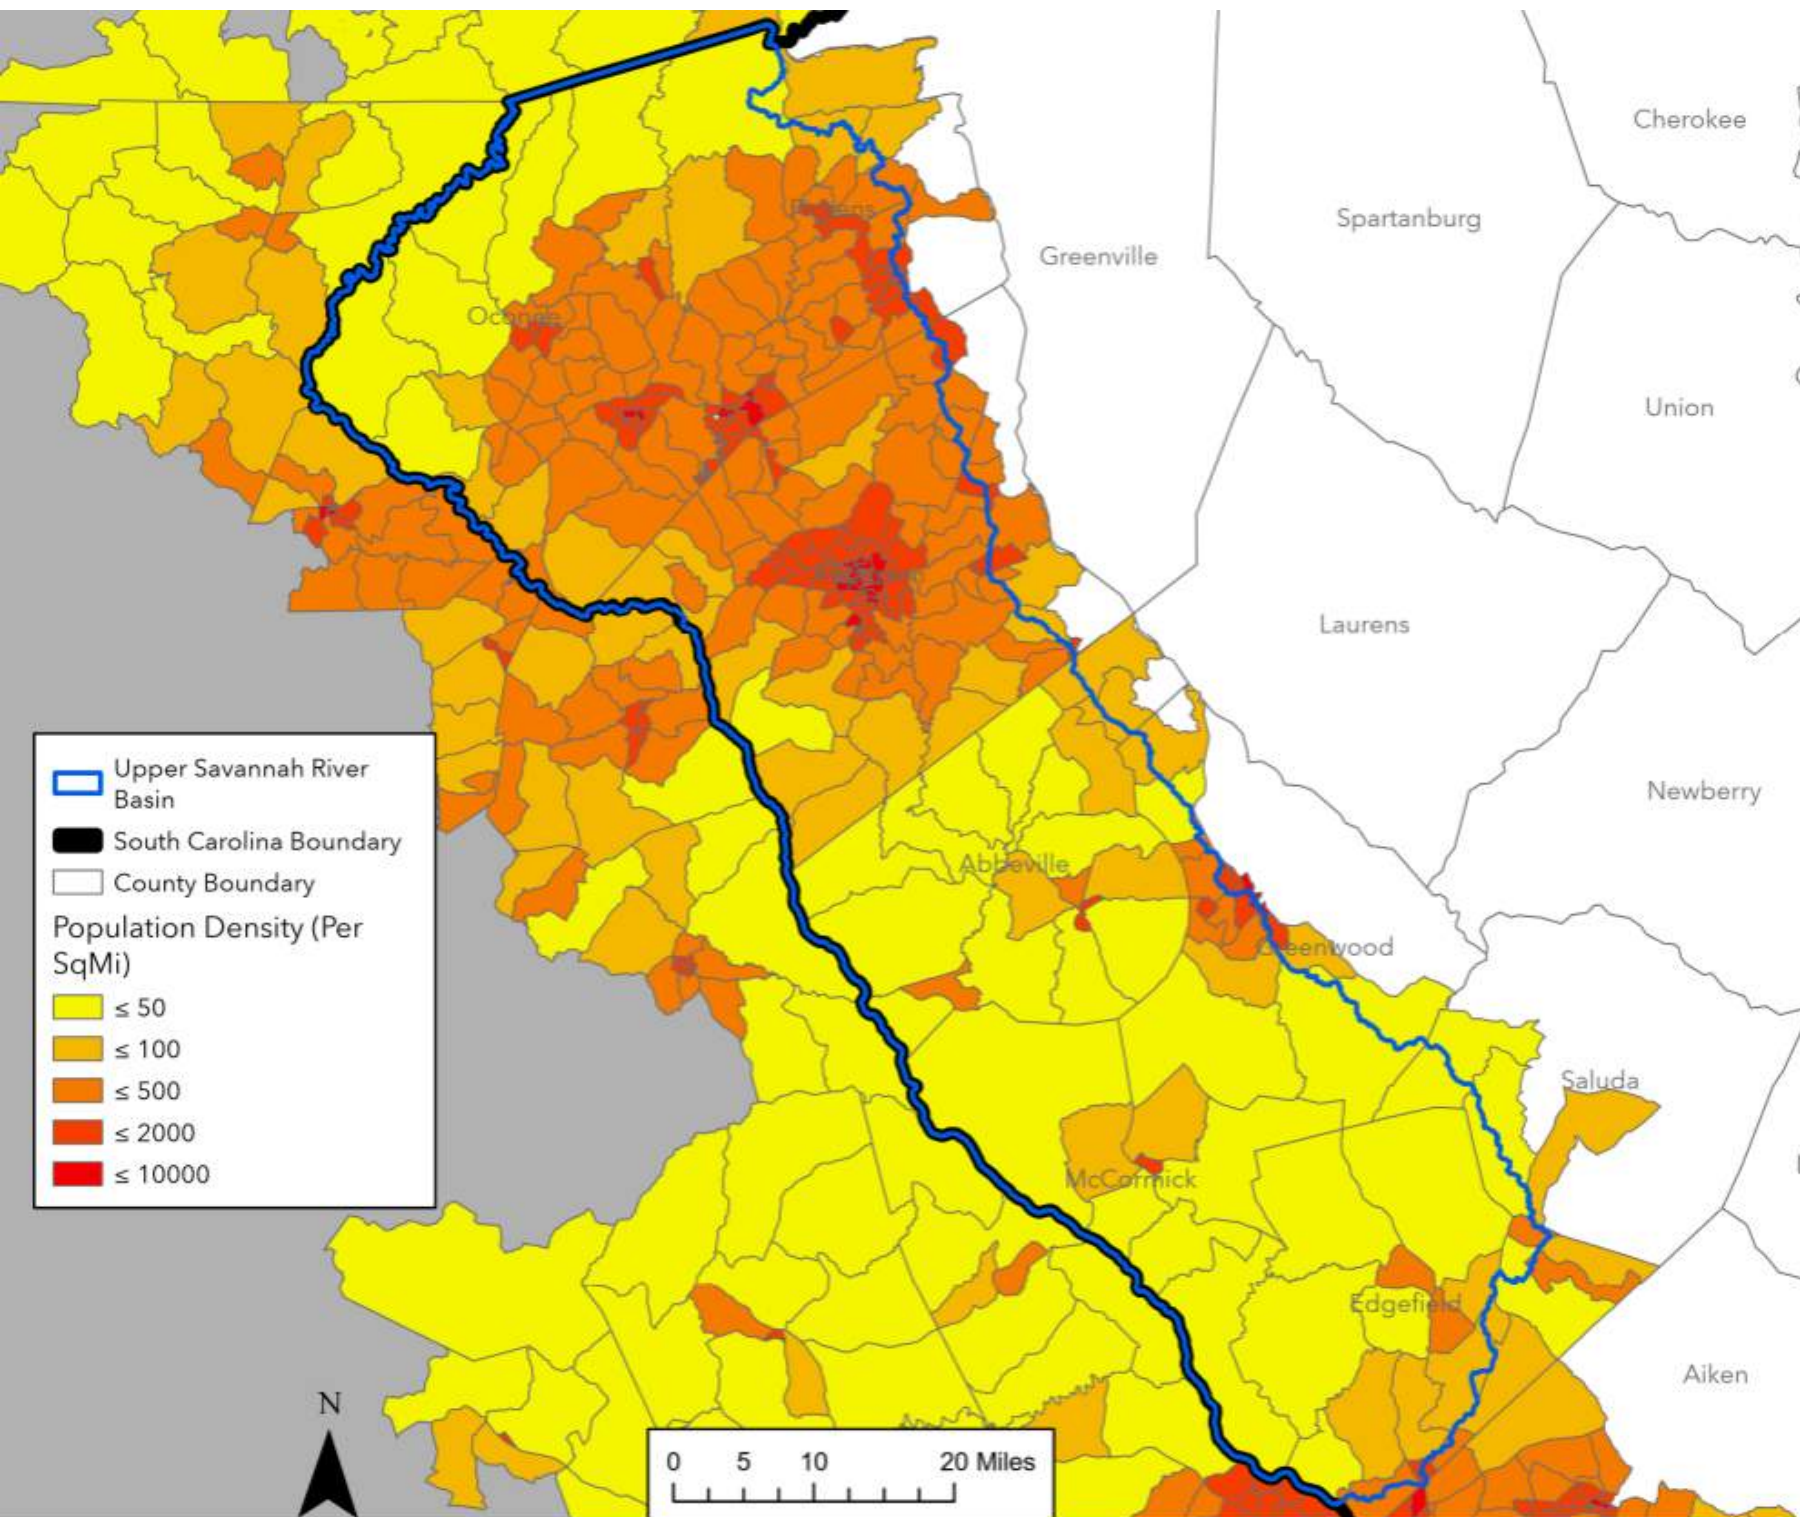 Cherokee
Pickens
Spartanburg
Greenville
Oconee
Union
Laurens
Upper Savannah River
Basin
South Carolina Boundary
County Boundary
Population Density (Per
SqMi)
≤ 50
≤ 100
≤ 500
≤ 2000
≤ 10000
Newberry
Abbeville
Greenwood
Saluda
McCormick
Edgefield
Aiken
N
0 5 10 20 Miles